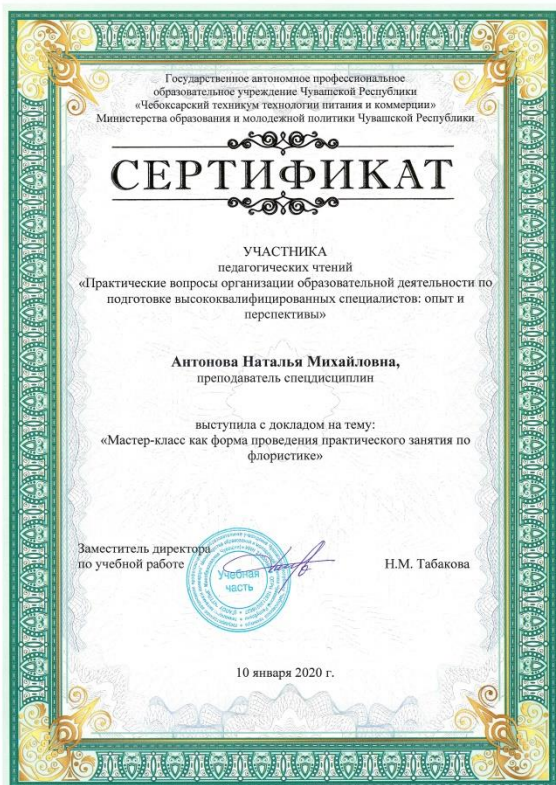 Государственное автономное профессиональное
образовательное учреждение Чувашской Республики
«Чебоксарский техникум технологии питания и коммерции»
Министерства образования и молодежной политики Чувашской Республики
СЕРТИФИКАТ
УЧАСТНИКА
педагогических чтений
«Практические вопросы организации образовательной деятельности по
подготовке высококвалифицированных специалистов: опыт и
перспективы»
Антонова Наталья Михайловна,
преподаватель спецдисциплин
выступила с докладом на тему:
«Мастер-класс как форма проведения практического занятия по
флористике»
Заместитель директора
по учебной работе
Н.М. Табакова
Учебная
часть
10 января 2020 г.